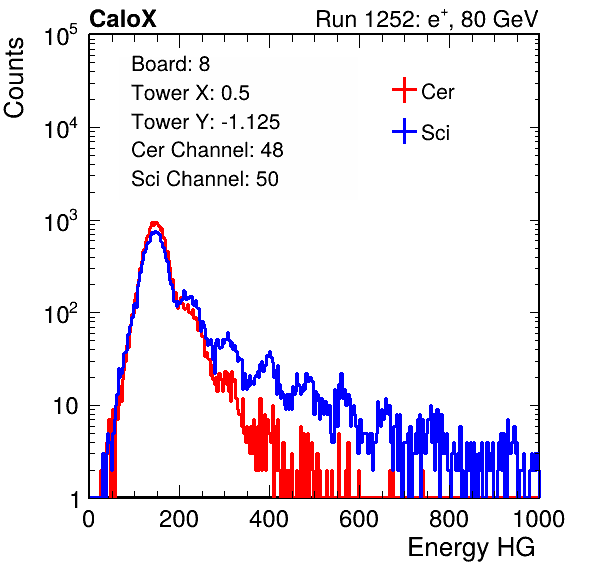 CaloX Run 1252: e⁺, 80 GeV
Counts
Board: 8
Tower X: 0.5
Tower Y: -1.125
Cer Channel: 48
Sci Channel: 50
Cer
Sci
10⁵
10⁴
10³
10²
10
1
0 200 400 600 800 1000
Energy HG